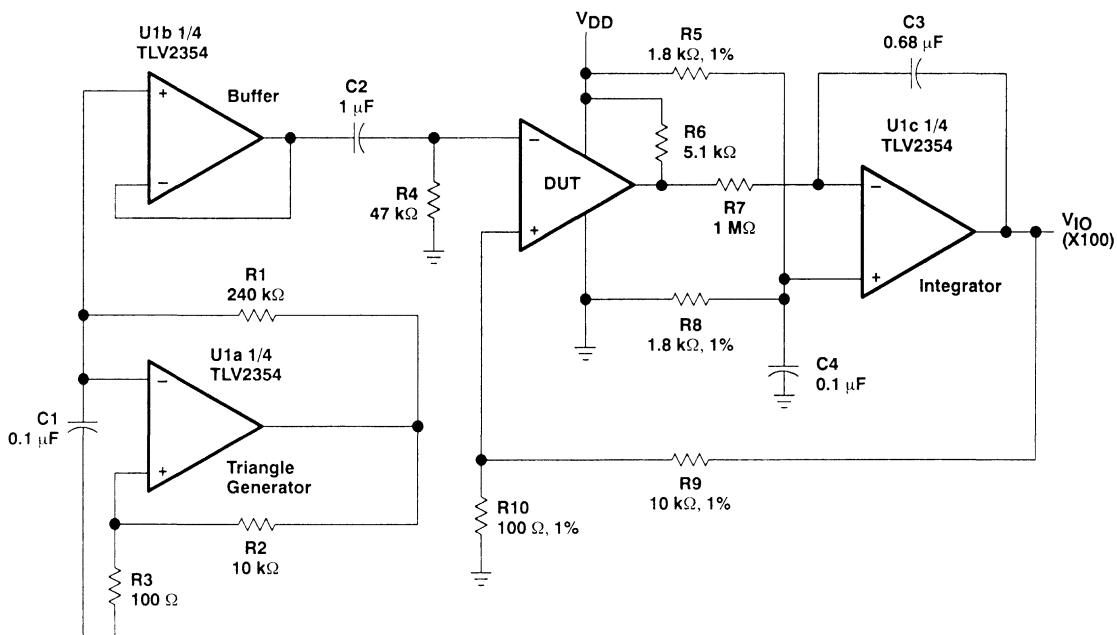 U1b 1/4
TLV2354
Buffer
C2
1 μF
R4
47 kΩ
VDD
R5
1.8 kΩ, 1%
R6
5.1 kΩ
DUT
R7
1 MΩ
C3
0.68 μF
U1c 1/4
TLV2354
VIO
(X100)
Integrator
R8
1.8 kΩ, 1%
C4
0.1 μF
R9
10 kΩ, 1%
R10
100 Ω, 1%
R1
240 kΩ
U1a 1/4
TLV2354
C1
0.1 μF
Triangle
Generator
R2
10 kΩ
R3
100 Ω